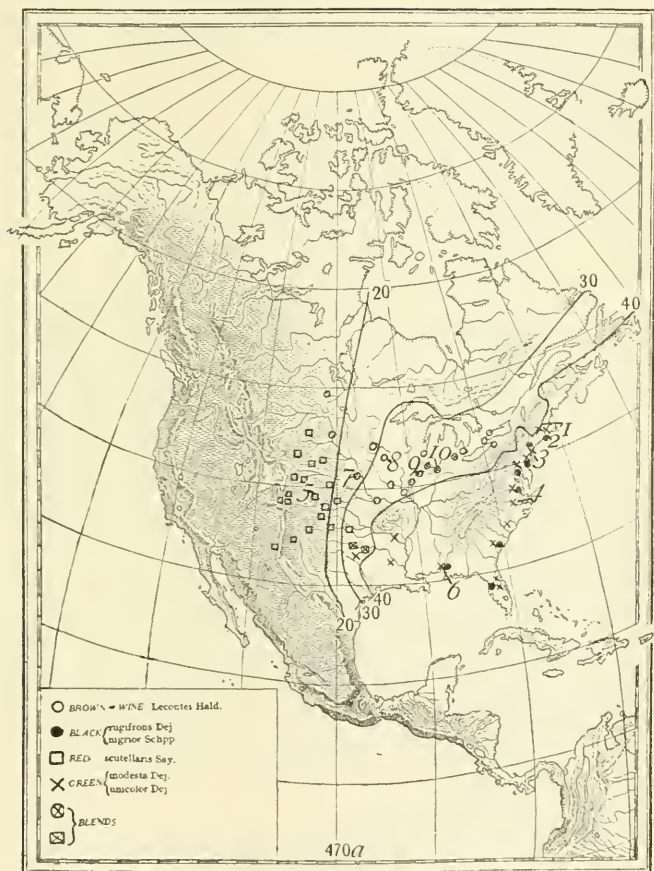 20
30
40
1
2
3
10
9
8
7
5
4
6
40
30
20
BROWN - WINE Lecontei Hald.
BLACK { rugifrons Dej
nigrior Schpp
RED scutellaris Say.
GREEN { modesta Dej.
unicolor Dej
} BLENDS
470a